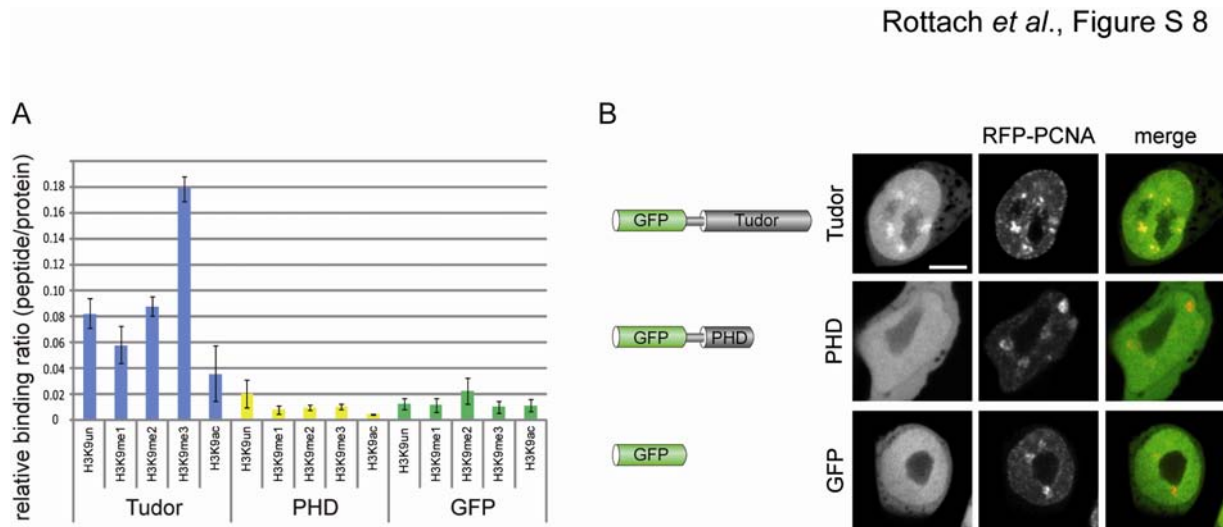 Rottach et al., Figure S 8
A
relative binding ratio (peptide/protein)
0.18
0.16
0.14
0.12
0.10
0.08
0.06
0.04
0.02
0
H3K9un
H3K9me1
H3K9me2
H3K9me3
H3K9ac
H3K9un
H3K9me1
H3K9me2
H3K9me3
H3K9ac
H3K9un
H3K9me1
H3K9me2
H3K9me3
H3K9ac
Tudor PHD GFP
B
RFP-PCNA merge
GFP Tudor
Tudor
GFP PHD
PHD
GFP
GFP